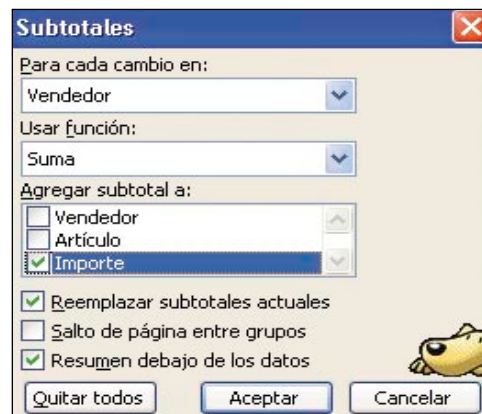 Subtotales
Para cada cambio en:
Vendedor
Usar función:
Suma
Agregar subtotal a:
Vendedor
Artículo
Importe
Reemplazar subtotales actuales
Salto de página entre grupos
Resumen debajo de los datos
Quitar todos Aceptar Cancelar